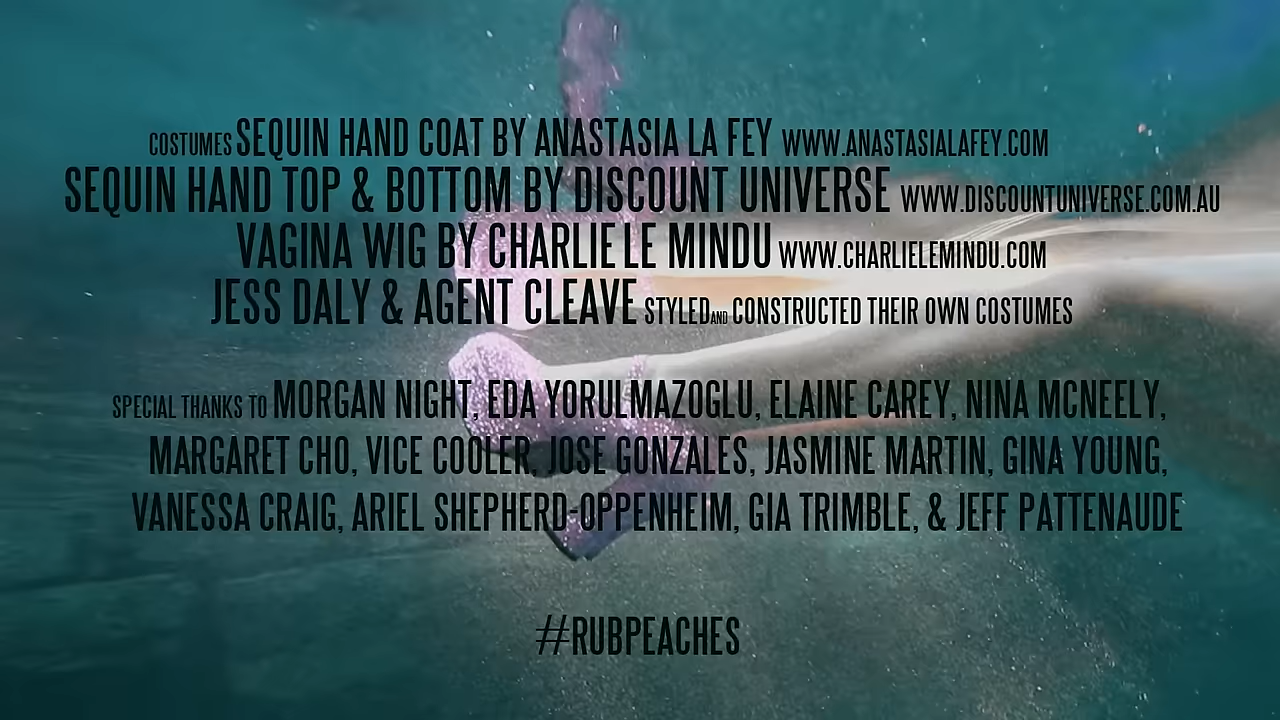 COSTUMES SEQUIN HAND COAT BY ANASTASIA LA FEY WWW.ANASTASIALAFEY.COM
SEQUIN HAND TOP & BOTTOM BY DISCOUNT UNIVERSE WWW.DISCOUNTUNIVERSE.COM.AU
VAGINA WIG BY CHARLIE LE MINDU WWW.CHARLIELEMINDU.COM
JESS DALY & AGENT CLEAVE STYLED AND CONSTRUCTED THEIR OWN COSTUMES
SPECIAL THANKS TO MORGAN NIGHT, EDA YORULMAZOGLU, ELAINE CAREY, NINA MCNEELY,
MARGARET CHO, VICE COOLER, JOSE GONZALES, JASMINE MARTIN, GINA YOUNG,
VANESSA CRAIG, ARIEL SHEPHERD-OPPENHEIM, GIA TRIMBLE, & JEFF PATTENAUDE
#RUBPEACHES